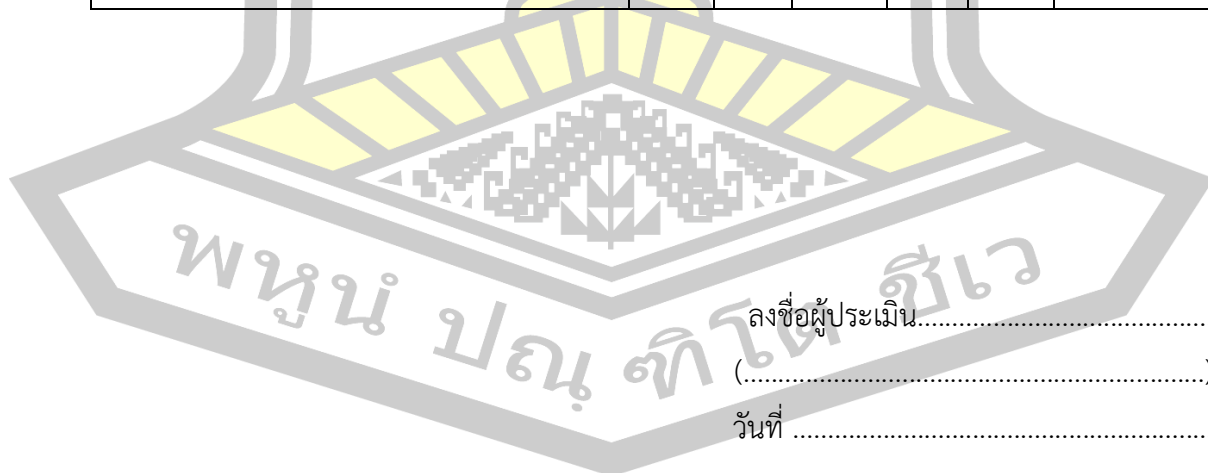 พหูนํ ปณฺฑิโต ชีเว
ลงชื่อผู้ประเมิน..........................................
(..................................................................)
วันที่ ...........................................................